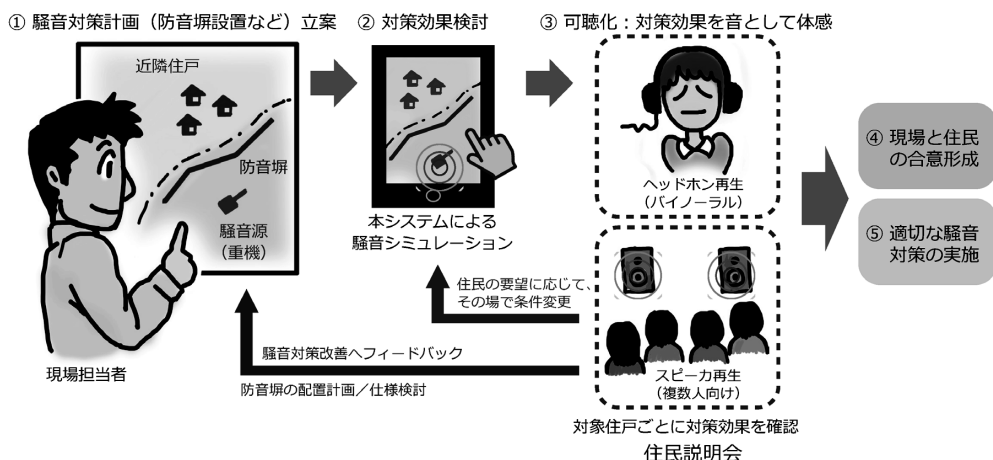 ① 騒音対策計画（防音塀設置など）立案
② 対策効果検討
③ 可聴化：対策効果を音として体感
近隣住戸
防音塀
騒音源
（重機）
現場担当者
本システムによる
騒音シミュレーション
ヘッドホン再生
（バイノーラル）
住民の要望に応じて、
その場で条件変更
騒音対策改善へフィードバック
防音塀の配置計画／仕様検討
スピーカ再生
（複数人向け）
対象住戸ごとに対策効果を確認
住民説明会
④ 現場と住民
の合意形成
⑤ 適切な騒音
対策の実施